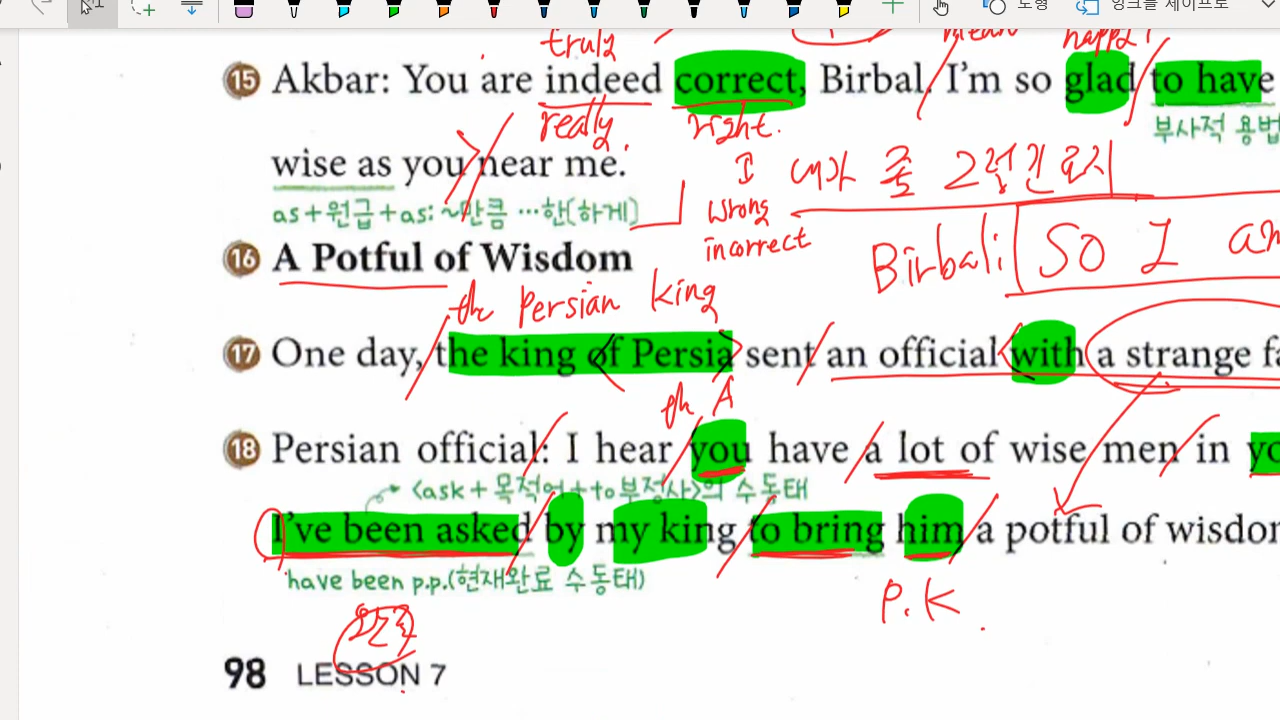 도형
잉크를 셰이프로
truly
mean
happy
15 Akbar: You are indeed correct, Birbal. I'm so glad to have
really.
right.
부사적 용법
wise as you near me.
as+원급+as: ~만큼 …한(하게)
wrong
incorrect
내가 좀
Birbal: So I am
16 A Potful of Wisdom
the Persian king
17 One day, the king of Persia sent an official with a strange fa
the A
18 Persian official: I hear you have a lot of wise men in yo
<ask+목적어+to부정사>의 수동태
I've been asked by my king to bring him a potful of wisdom
have been p.p.(현재완료 수동태)
P.K.
98 LESSON 7